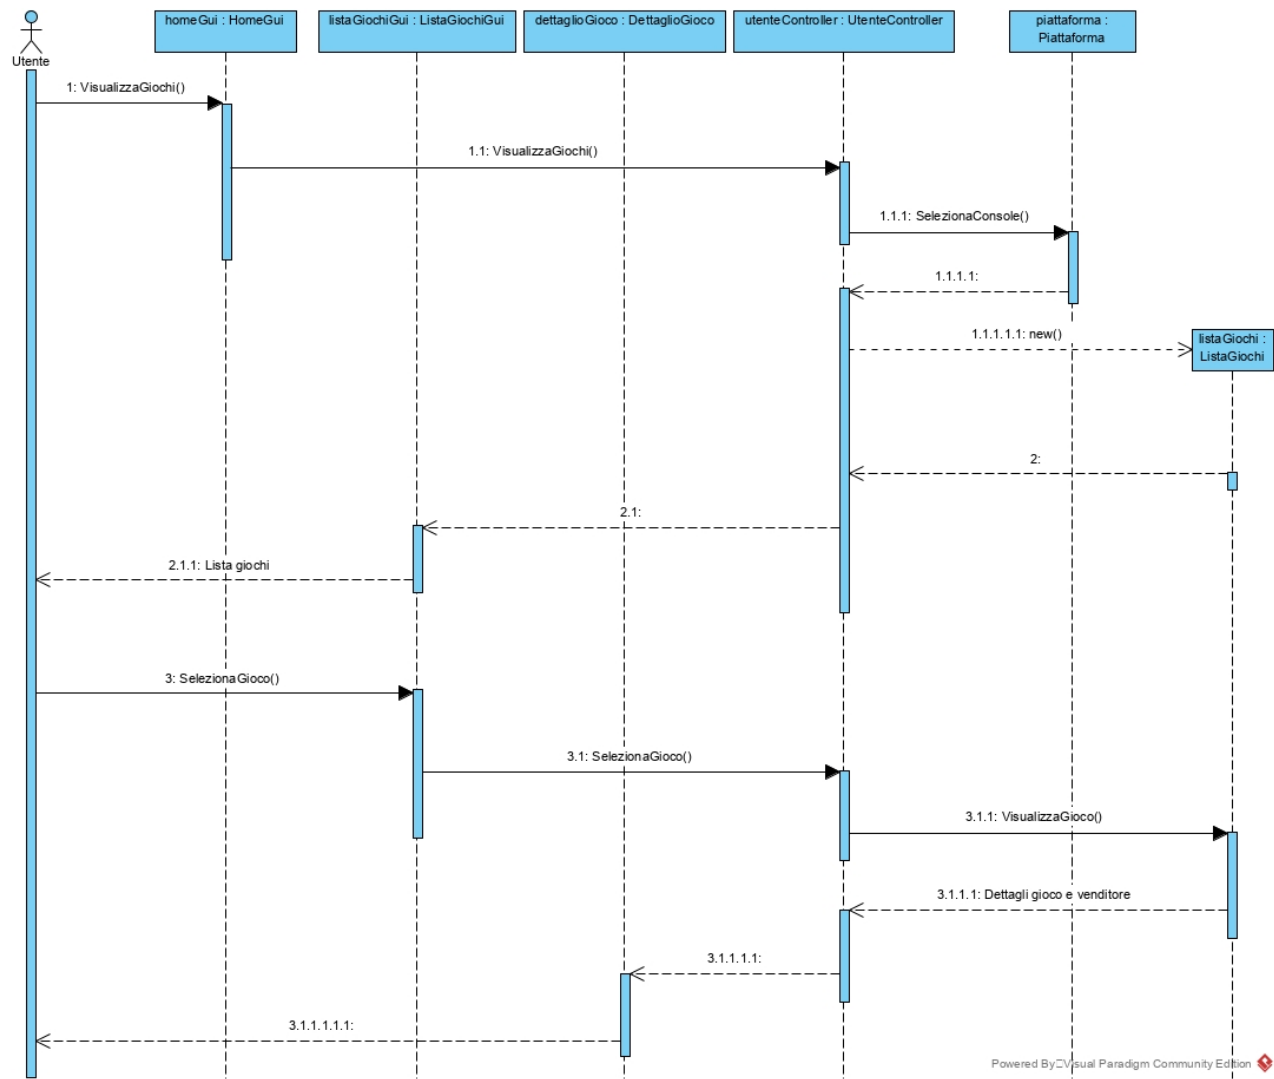 homeGui : HomeGui
listaGiochiGui : ListaGiochiGui
dettaglioGioco : DettaglioGioco
utenteController : UtenteController
piattaforma :
Piattaforma
Utente
1: VisualizzaGiochi()
1.1: VisualizzaGiochi()
1.1.1: SelezionaConsole()
1.1.1.1:
1.1.1.1.1: new()
listaGiochi :
ListaGiochi
2:
2.1:
2.1.1: Lista giochi
3: SelezionaGioco()
3.1: SelezionaGioco()
3.1.1: VisualizzaGioco()
3.1.1.1: Dettagli gioco e venditore
3.1.1.1.1:
3.1.1.1.1.1:
Powered By Visual Paradigm Community Edition